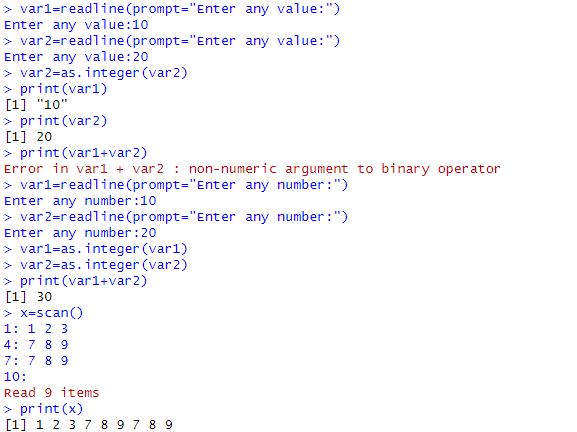 > var1=readline(prompt="Enter any value:")
Enter any value:10
> var2=readline(prompt="Enter any value:")
Enter any value:20
> var2=as.integer(var2)
> print(var1)
[1] "10"
> print(var2)
[1] 20
> print(var1+var2)
Error in var1 + var2 : non-numeric argument to binary operator
> var1=readline(prompt="Enter any number:")
Enter any number:10
> var2=readline(prompt="Enter any number:")
Enter any number:20
> var1=as.integer(var1)
> var2=as.integer(var2)
> print(var1+var2)
[1] 30
> x=scan()
1: 1 2 3
4: 7 8 9
7: 7 8 9
10:
Read 9 items
> print(x)
[1] 1 2 3 7 8 9 7 8 9